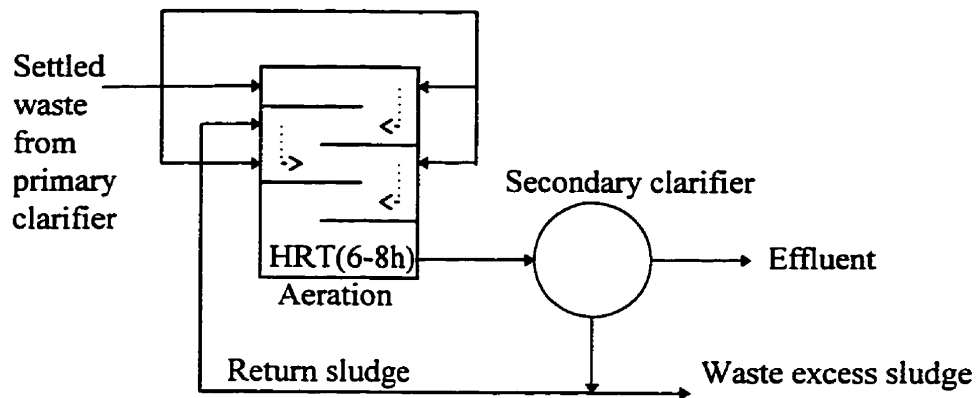 Settled
waste
from
primary
clarifier
Secondary clarifier
HRT(6-8h)
Effluent
Aeration
Return sludge
Waste excess sludge